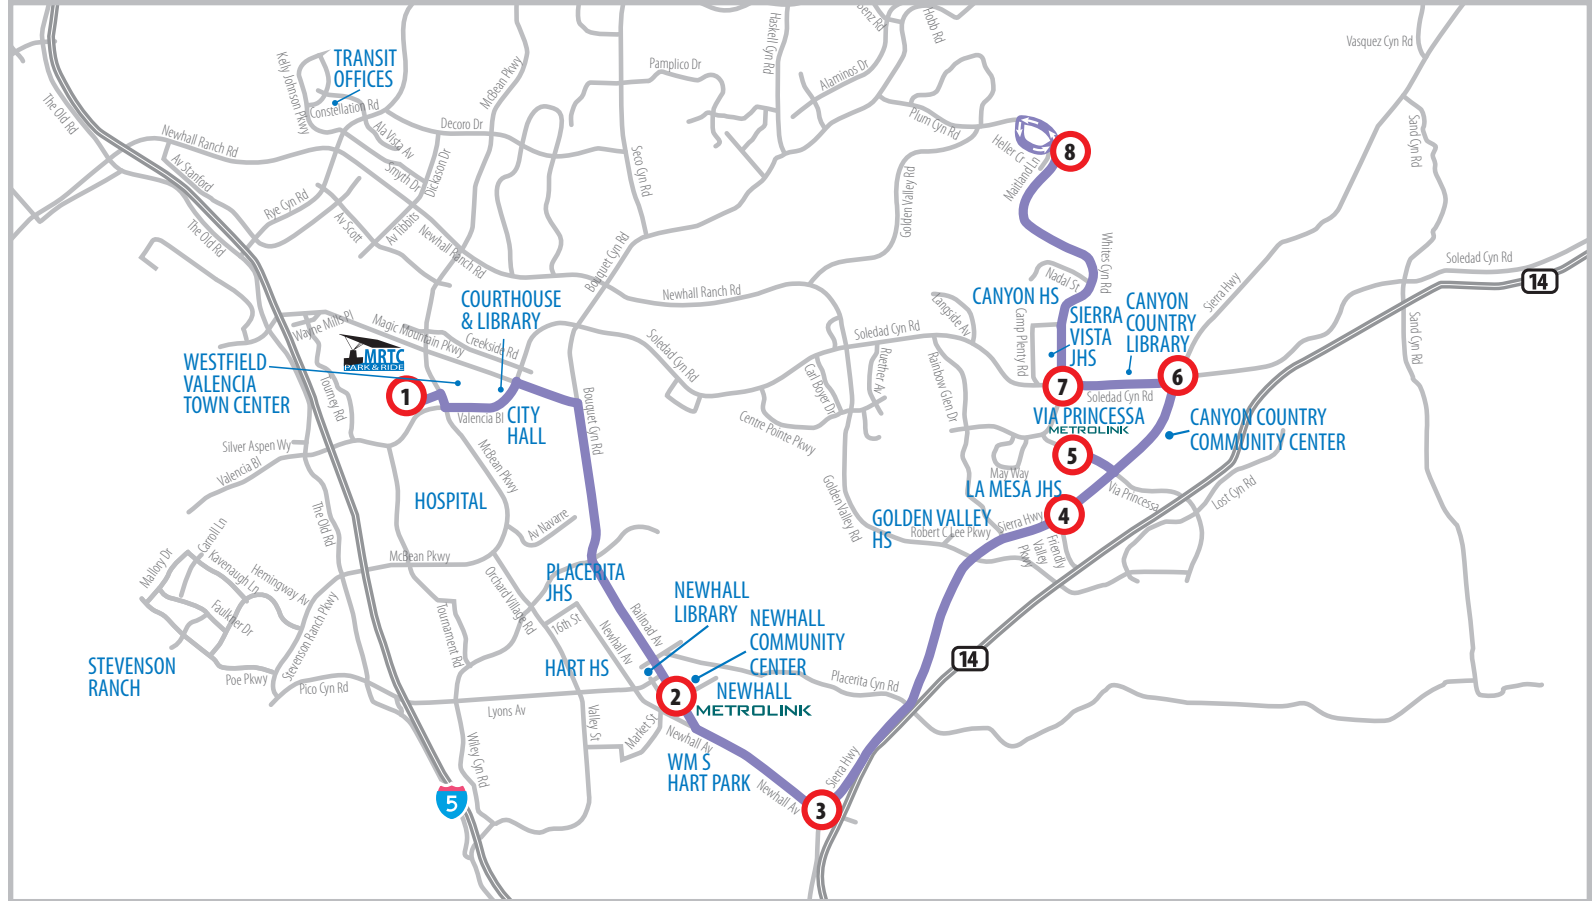 Vasquez Cyn Rd
Benz Rd
Hobb Rd
Haskell Cyn Rd
Pamplico Dr
Alaminos Dr
McBean Pkwy
Kelly Johnson Pkwy
TRANSIT
OFFICES
Constellation Rd
The Old Rd
Newhall Ranch Rd
Av Stanford
Ala Vista Av
Decoro Dr
Smyth Dr
Dickason Dr
Seco Cyn Rd
Plum Cyn Rd
Heller Cr
Maitland Ln
8
Sand Cyn Rd
Golden Valley Rd
Rye Cyn Rd
Av Scott
Av Tibbits
The Old Rd
Newhall Ranch Rd
Bouquet Cyn Rd
Whites Cyn Rd
Nadal St
Sierra Hwy
Soledad Cyn Rd
14
Newhall Ranch Rd
COURTHOUSE
& LIBRARY
CANYON HS
Langside Av
Camp Plenty Rd
SIERRA
VISTA
JHS
CANYON
COUNTRY
LIBRARY
Sand Cyn Rd
Wayne Mills Pl
Magic Mountain Pkwy
Creekside Rd
Soledad Cyn Rd
Soledad Cyn Rd
MRTC
PARK & RIDE
WESTFIELD
VALENCIA
TOWN CENTER
Tourney Rd
1
Valencia Bl
CITY
HALL
Bouquet Cyn Rd
Carl Boyer Dr
Ruether Av
Rainbow Glen Dr
7
6
Soledad Cyn Rd
Centre Pointe Pkwy
VIA PRINCESSA
METROLINK
CANYON COUNTRY
COMMUNITY CENTER
Silver Aspen Wy
Valencia Bl
McBean Pkwy
5
May Way
Via Princessa
Lost Cyn Rd
HOSPITAL
The Old Rd
Golden Valley Rd
LA MESA JHS
4
GOLDEN VALLEY
HS
Sierra Hwy
Robert C Lee Pkwy
Friendly
Valley
Pkwy
Av Navarre
McBean Pkwy
Carroll Ln
Mallory Dr
Kavenaugh Ln
Hemingway Av
Faulkner Dr
Stevenson Ranch Pkwy
Orchard Village Rd
PLACERITA
JHS
Tournament Rd
16th St
Newhall Av
Railroad Av
NEWHALL
LIBRARY
NEWHALL
COMMUNITY
CENTER
STEVENSON
RANCH
Poe Pkwy
Pico Cyn Rd
HART HS
Lyons Av
2
NEWHALL
METROLINK
Placerita Cyn Rd
14
Valley St
Market St
Newhall Av
Wiley Cyn Rd
WM S
HART PARK
Newhall Av
Sierra Hwy
5
3